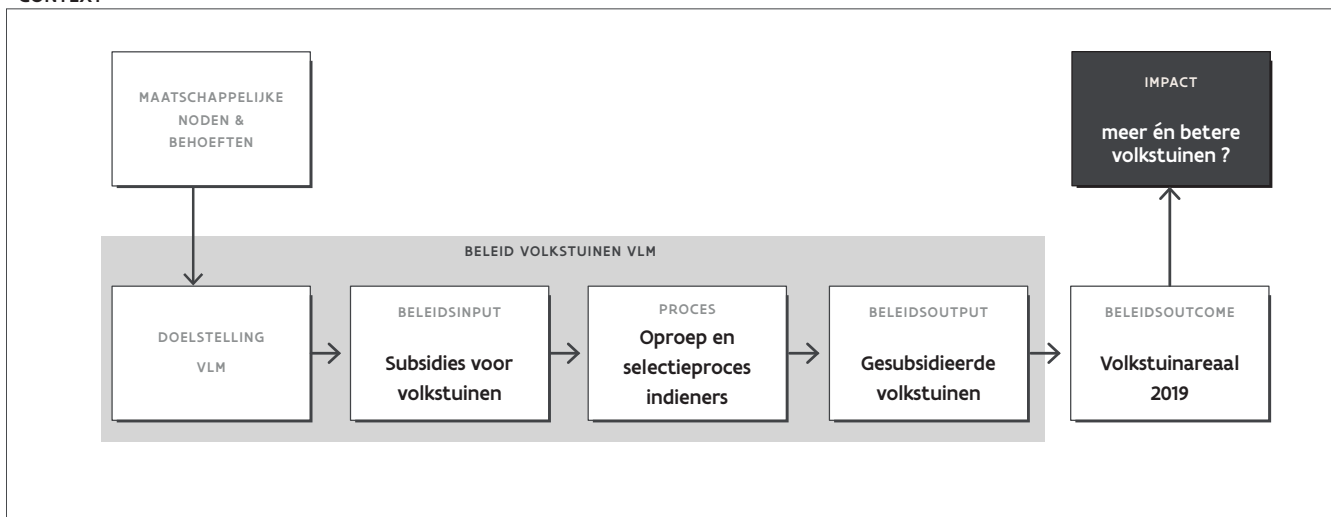 MAATSCHAPPELIJKE
NODEN &
BEHOEFTEN
IMPACT
meer én betere
volkstuinen ?
BELEID VOLKSTUINEN VLM
DOELSTELLING
VLM
BELEIDSINPUT
Subsidies voor
volkstuinen
PROCES
Oproep en
selectieproces
indieners
BELEIDSOUTPUT
Gesubsidieerde
volkstuinen
BELEIDSOUTCOME
Volkstuinareaal
2019